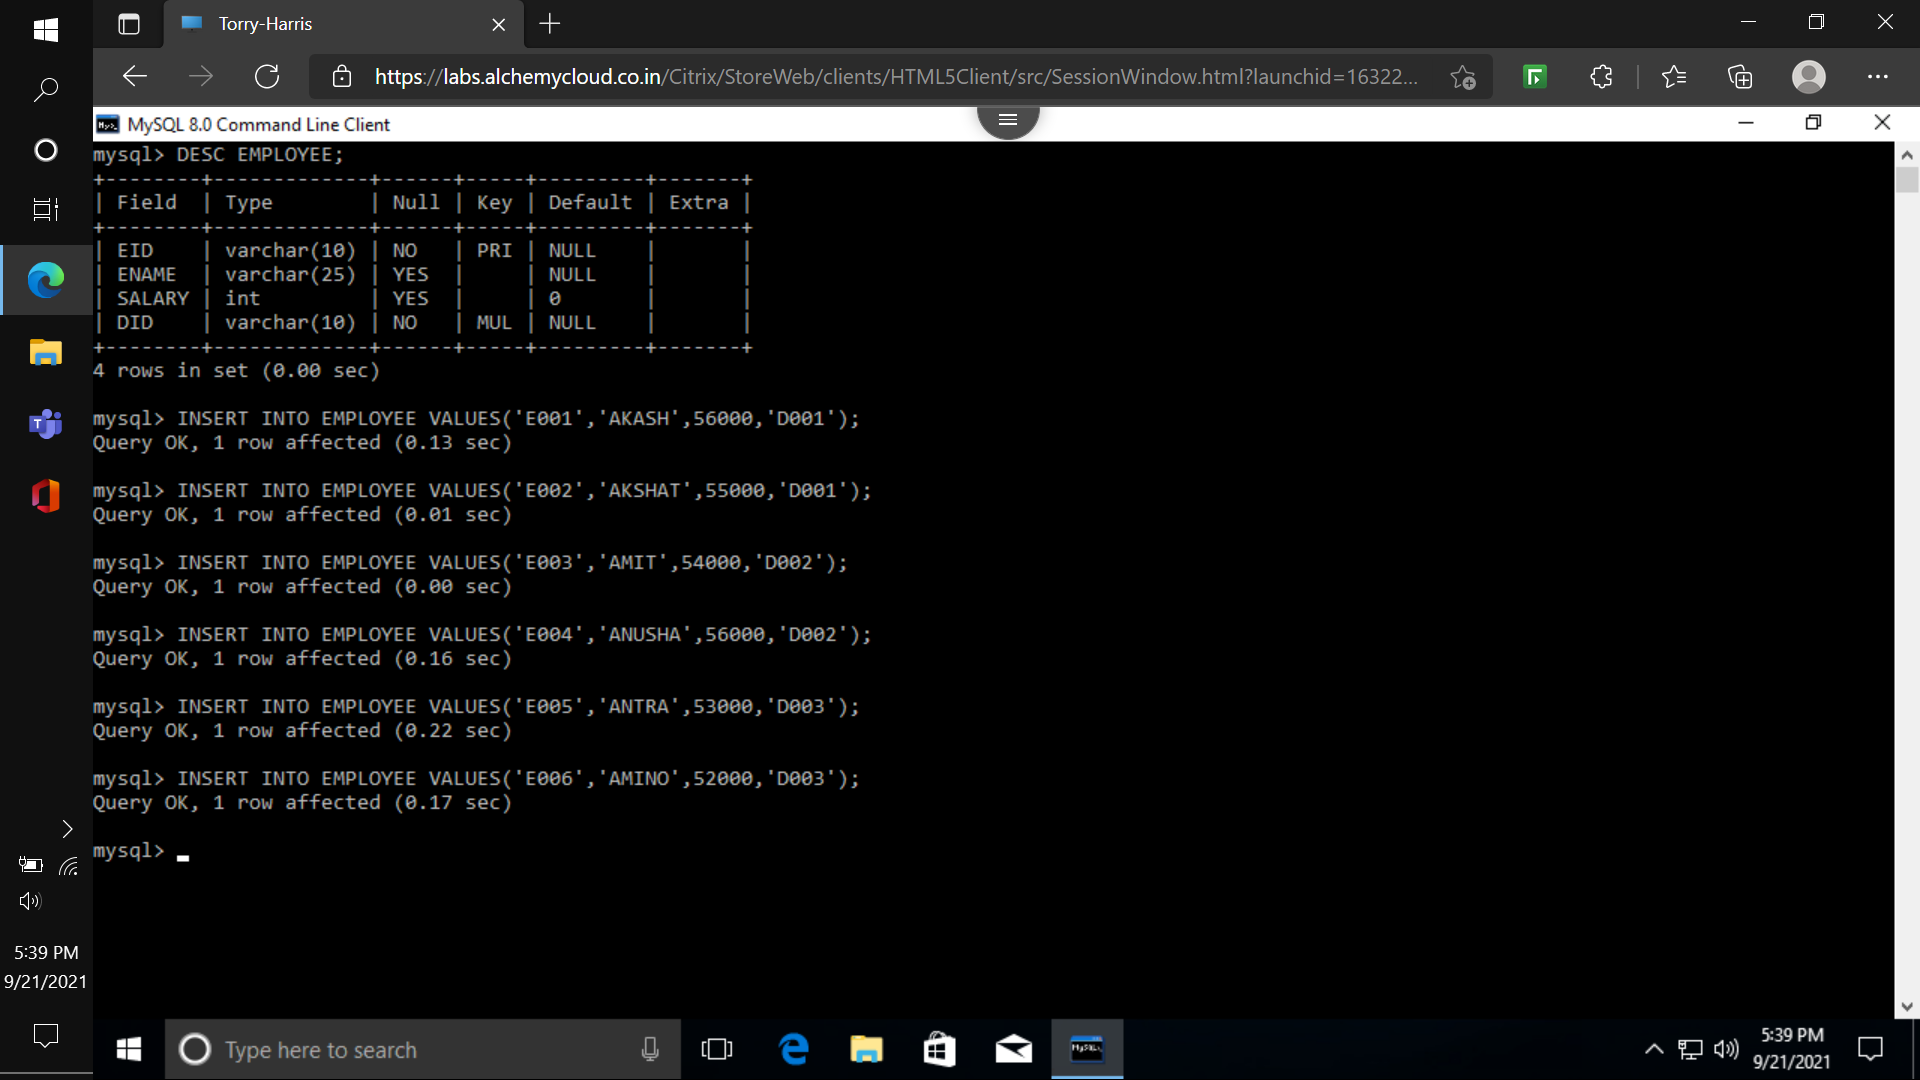 Torry-Harris
https://labs.alchemycloud.co.in/Citrix/StoreWeb/clients/HTML5Client/src/SessionWindow.html?launchid=16322...
MySQL 8.0 Command Line Client
mysql> DESC EMPLOYEE;
+--------+-------------+------+-----+---------+-------+
| Field  | Type        | Null | Key | Default | Extra |
+--------+-------------+------+-----+---------+-------+
| EID    | varchar(10) | NO   | PRI | NULL    |       |
| ENAME  | varchar(25) | YES  |     | NULL    |       |
| SALARY | int         | YES  |     | 0       |       |
| DID    | varchar(10) | NO   | MUL | NULL    |       |
+--------+-------------+------+-----+---------+-------+
4 rows in set (0.00 sec)
mysql> INSERT INTO EMPLOYEE VALUES('E001','AKASH',56000,'D001');
Query OK, 1 row affected (0.13 sec)
mysql> INSERT INTO EMPLOYEE VALUES('E002','AKSHAT',55000,'D001');
Query OK, 1 row affected (0.01 sec)
mysql> INSERT INTO EMPLOYEE VALUES('E003','AMIT',54000,'D002');
Query OK, 1 row affected (0.00 sec)
mysql> INSERT INTO EMPLOYEE VALUES('E004','ANUSHA',56000,'D002');
Query OK, 1 row affected (0.16 sec)
mysql> INSERT INTO EMPLOYEE VALUES('E005','ANTRA',53000,'D003');
Query OK, 1 row affected (0.22 sec)
mysql> INSERT INTO EMPLOYEE VALUES('E006','AMINO',52000,'D003');
Query OK, 1 row affected (0.17 sec)
mysql>
5:39 PM
9/21/2021
Type here to search
5:39 PM
9/21/2021